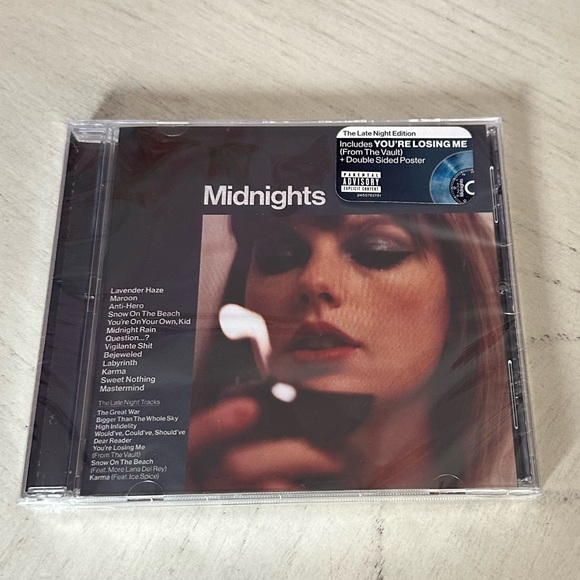 The Late Night Edition
Includes YOU'RE LOSING ME
(From The Vault)
+ Double Sided Poster
PARENTAL
ADVISORY
EXPLICIT CONTENT
Midnights
Lavender Haze
Maroon
Anti-Hero
Snow On The Beach
You're On Your Own, Kid
Midnight Rain
Question...?
Vigilante Shit
Bejeweled
Labyrinth
Karma
Sweet Nothing
Mastermind
The Late Night Tracks
The Great War
Bigger Than The Whole Sky
High Infidelity
Would've, Could've, Should've
Dear Reader
You're Losing Me
(From The Vault)
Snow On The Beach
(Feat. More Lana Del Rey)
Karma (Feat. Ice Spice)